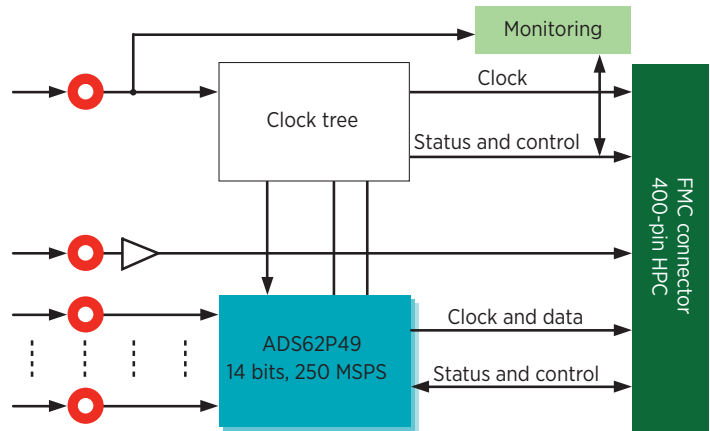 Monitoring
Clock
Clock tree
Status and control
FMC connector
400-pin HPC
Clock and data
ADS62P49
14 bits, 250 MSPS
Status and control